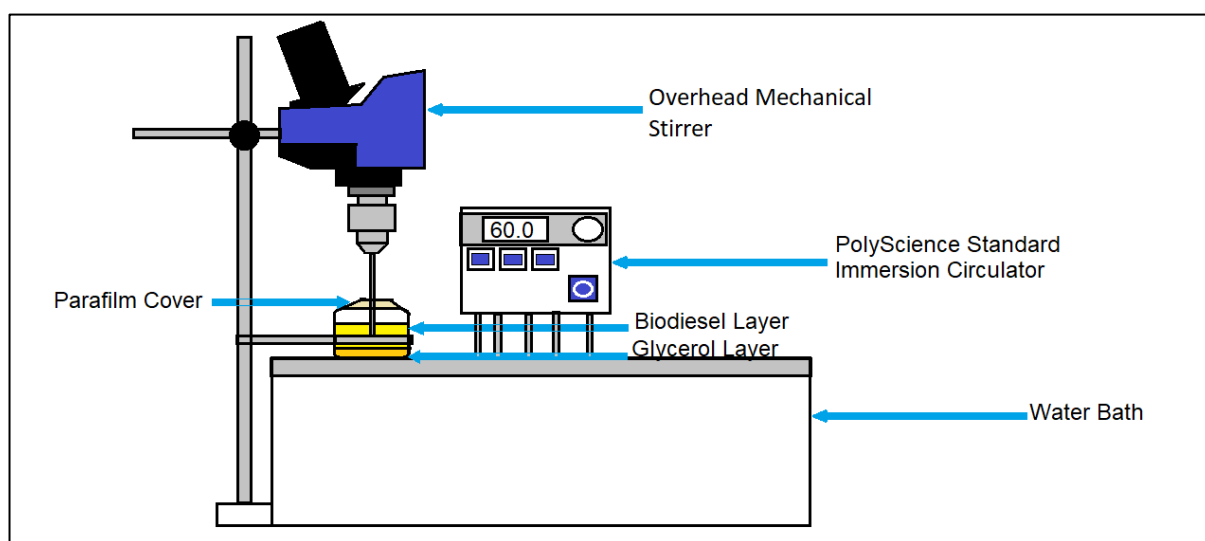 Overhead Mechanical
Stirrer
60.0
PolyScience Standard
Immersion Circulator
Parafilm Cover
Biodiesel Layer
Glycerol Layer
Water Bath